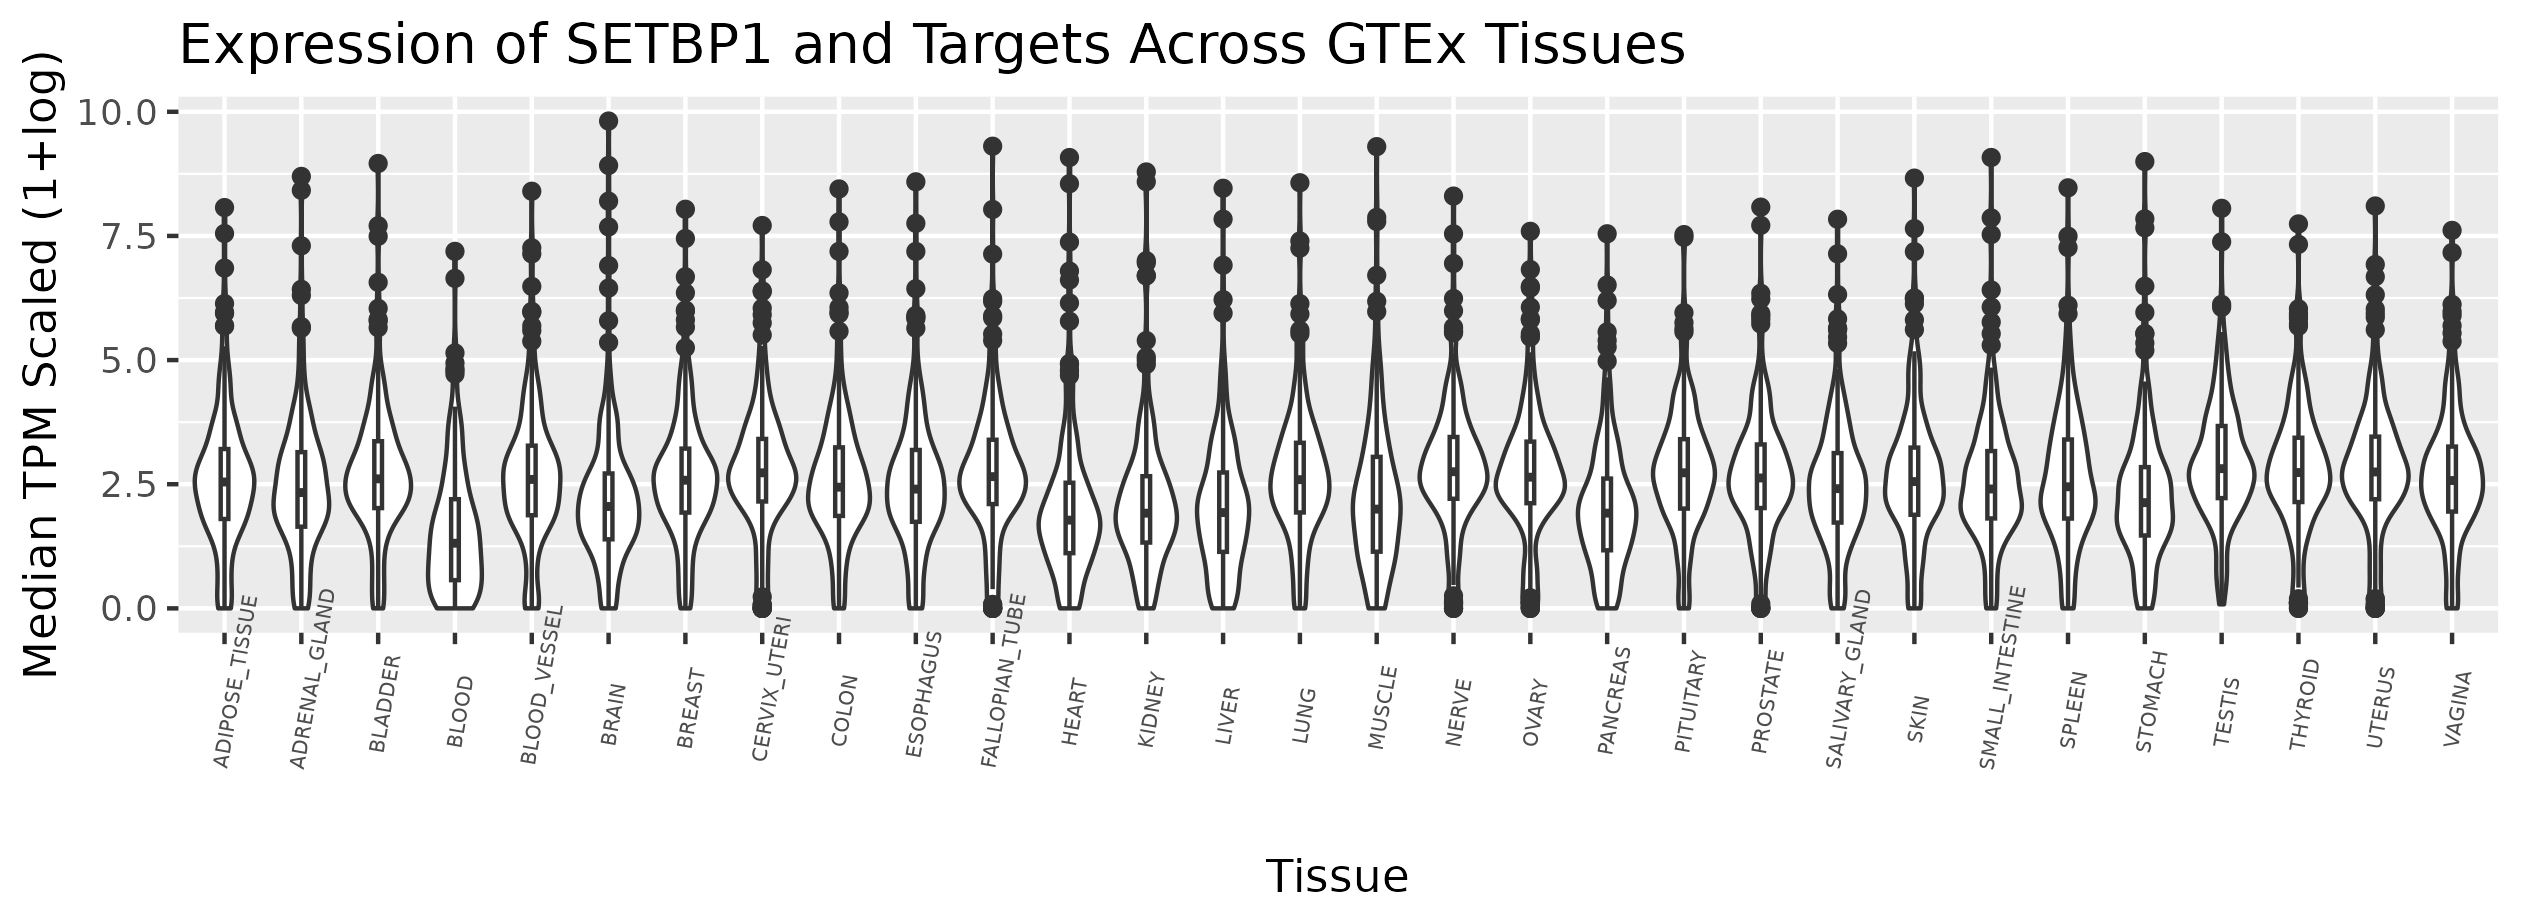 Expression of SETBP1 and Targets Across GTEx Tissues
Median TPM Scaled (1+log)
10.0
7.5
5.0
2.5
0.0
ADIPOSE_TISSUE
ADRENAL_GLAND
BLADDER
BLOOD
BLOOD_VESSEL
BRAIN
BREAST
CERVIX_UTERI
COLON
ESOPHAGUS
FALLOPIAN_TUBE
HEART
KIDNEY
LIVER
LUNG
MUSCLE
NERVE
OVARY
PANCREAS
PITUITARY
PROSTATE
SALIVARY_GLAND
SKIN
SMALL_INTESTINE
SPLEEN
STOMACH
TESTIS
THYROID
UTERUS
VAGINA
Tissue